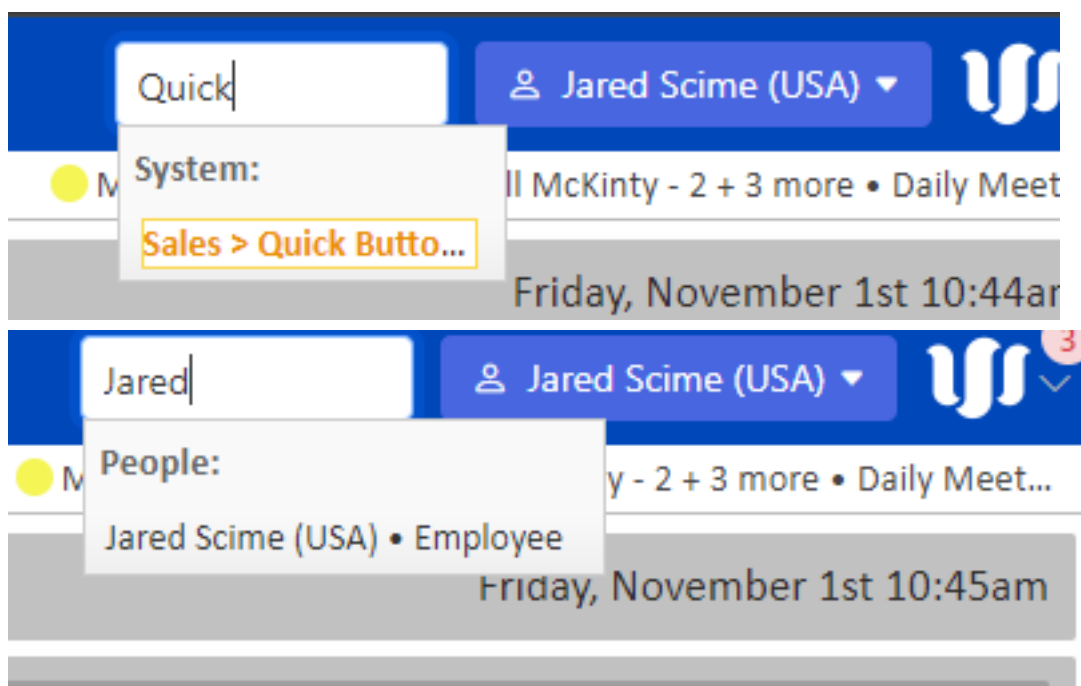 Quick
Jared Scime (USA)
System:
ll McKinty - 2 + 3 more • Daily Meet
Sales > Quick Butto...
Friday, November 1st 10:44a
Jared
Jared Scime (USA)
3
People:
y - 2 + 3 more • Daily Meet...
Jared Scime (USA) • Employee
Friday, November 1st 10:45am